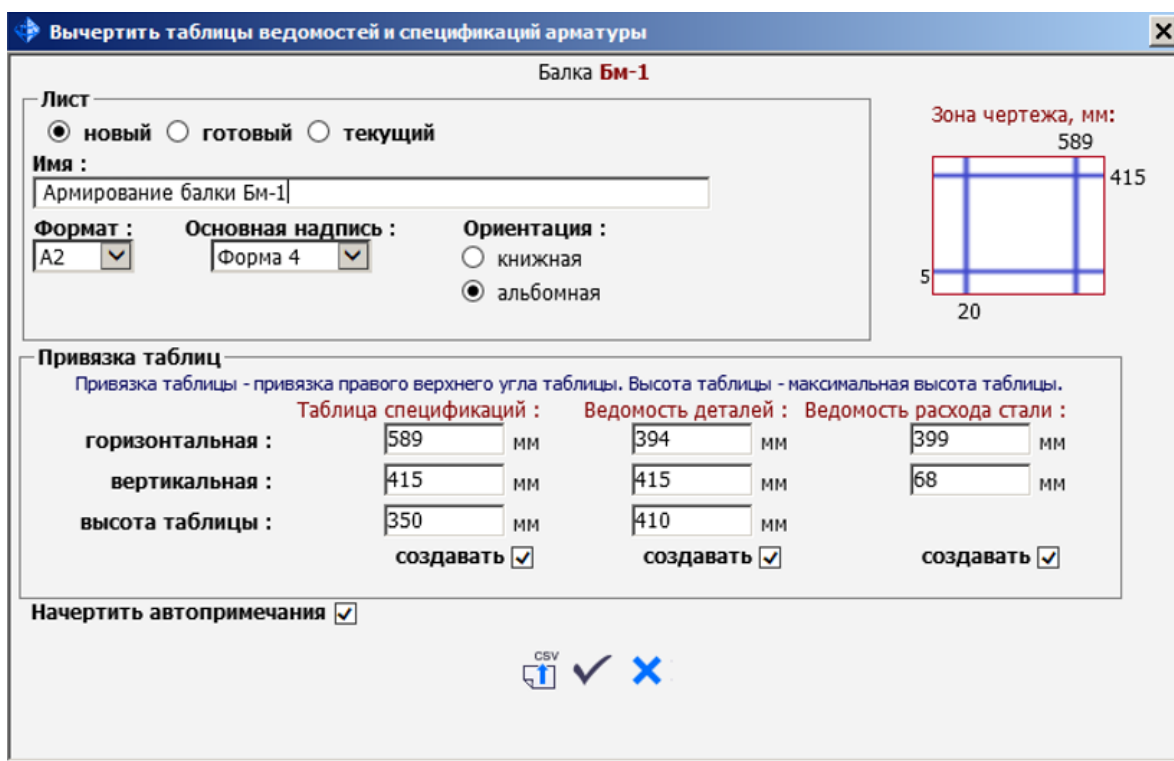 Вычертить таблицы ведомостей и спецификаций арматуры
Балка Бм-1
Лист
новый готовый текущий
Имя :
Армирование балки Бм-1
Формат : Основная надпись : Ориентация :
А2 Форма 4 книжная
альбомная
Зона чертежа, мм:
589
415
5
20
Привязка таблиц
Привязка таблицы - привязка правого верхнего угла таблицы. Высота таблицы - максимальная высота таблицы.
Таблица спецификаций : Ведомость деталей : Ведомость расхода стали :
горизонтальная : 589 мм 394 мм 399 мм
вертикальная : 415 мм 415 мм 68 мм
высота таблицы : 350 мм 410 мм
создавать создавать создавать
Начертить автопримечания
CSV